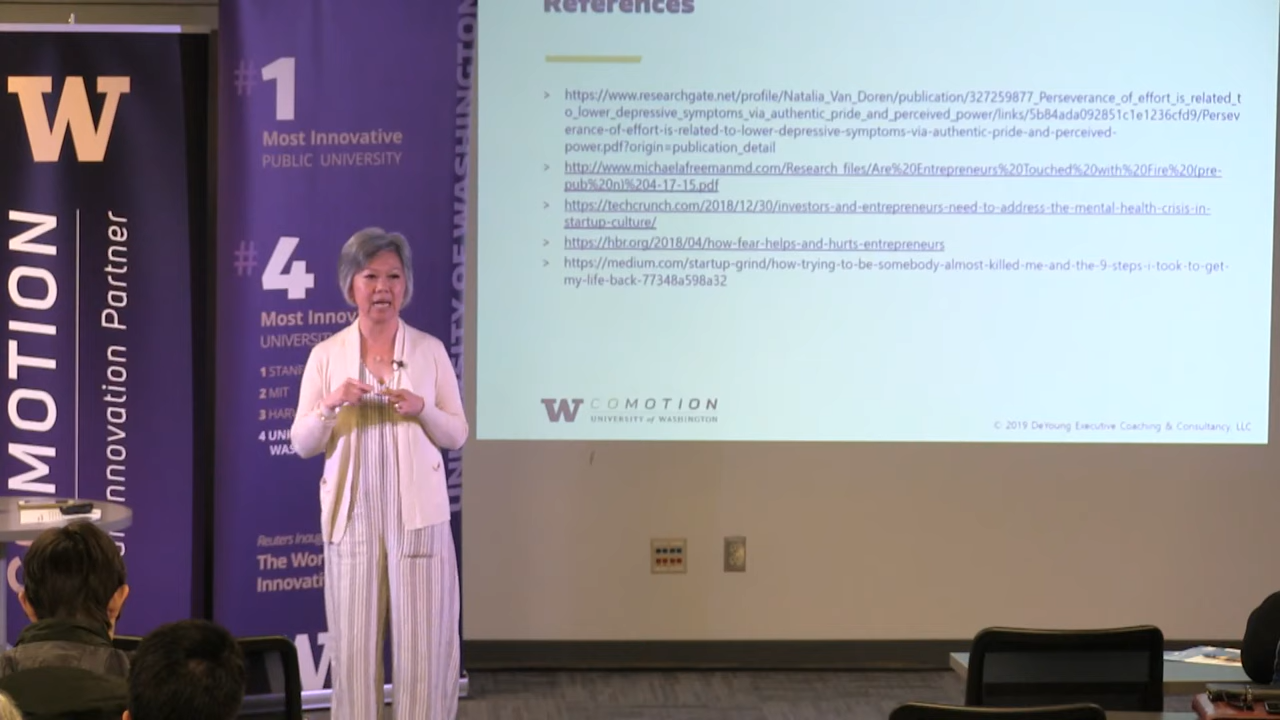 References
> https://www.researchgate.net/profile/Natalia_Van_Doren/publication/327259877_Perseverance_of_effort_is_related_t
o_lower_depressive_symptoms_via_authentic_pride_and_perceived_power/links/5b84ada092851c1e1236cfd9/Persev
erance-of-effort-is-related-to-lower-depressive-symptoms-via-authentic-pride-and-perceived-
power.pdf?origin=publication_detail
> http://www.michaelafreemanmd.com/Research_files/Are%20Entrepreneurs%20Touched%20with%20Fire%20(pre-
pub%20n)%204-17-15.pdf
> https://techcrunch.com/2018/12/30/investors-and-entrepreneurs-need-to-address-the-mental-health-crisis-in-
startup-culture/
> https://hbr.org/2018/04/how-fear-helps-and-hurts-entrepreneurs
> https://medium.com/startup-grind/how-trying-to-be-somebody-almost-killed-me-and-the-9-steps-i-took-to-get-
my-life-back-77348a598a32
W COMOTION
UNIVERSITY of WASHINGTON
© 2019 DeYoung Executive Coaching & Consultancy, LLC
W
COMOTION
Innovation Partner
#1
Most Innovative
PUBLIC UNIVERSITY
#4
Most Innov
UNIVERSIT
1 STANF
2 MIT
3 HAR
4 UNI
WAS
Reuters Inaug
The Wor
Innovati
W
UNIVERSITY OF WASHINGTON